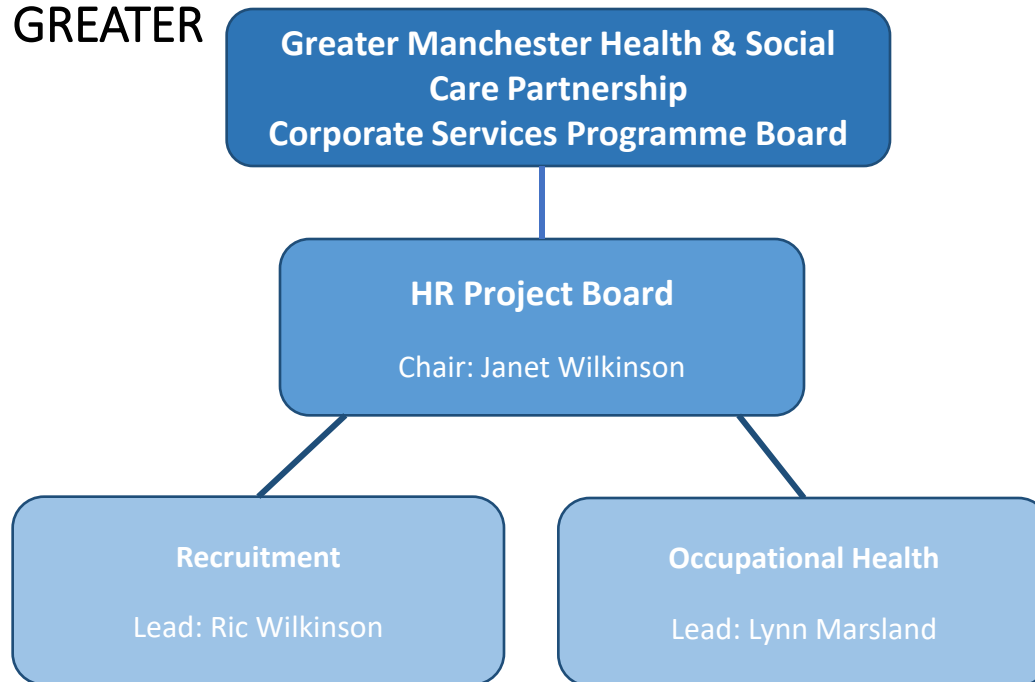 GREATER
Greater Manchester Health & Social
Care Partnership
Corporate Services Programme Board
HR Project Board
Chair: Janet Wilkinson
Recruitment
Lead: Ric Wilkinson
Occupational Health
Lead: Lynn Marsland